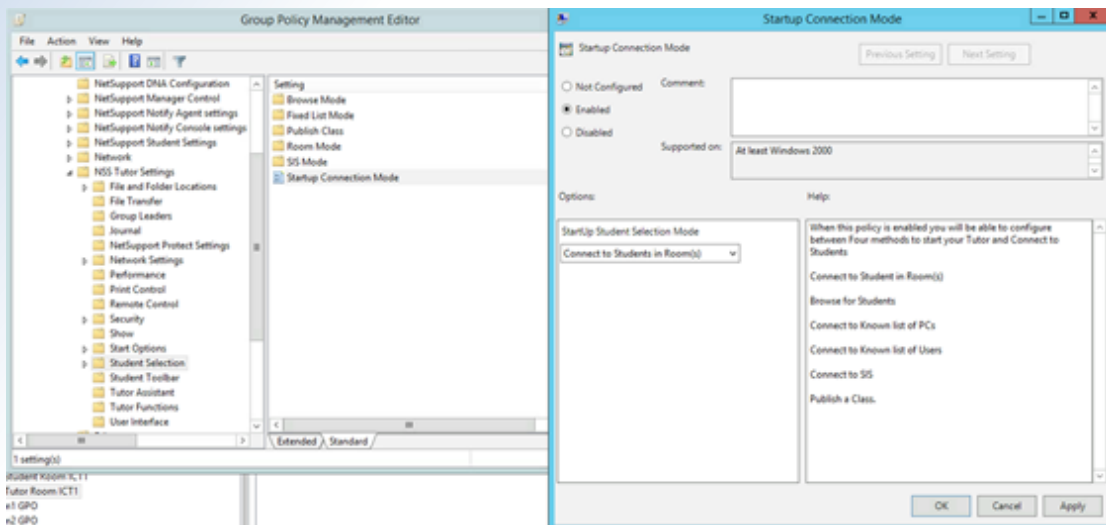 Group Policy Management Editor
File Action View Help
NetSupport DNA Configuration
NetSupport Manager Control
NetSupport Notify Agent settings
NetSupport Notify Console settings
NetSupport Student Settings
Network
NSS Tutor Settings
File and Folder Locations
File Transfer
Group Leaders
Journal
NetSupport Protect Settings
Network Settings
Performance
Print Control
Remote Control
Security
Show
Start Options
Student Selection
Student Toolbar
Tutor Assistant
Tutor Functions
User Interface
Setting
Browse Mode
Fixed List Mode
Publish Class
Room Mode
SIS Mode
Startup Connection Mode
Extended Standard
1 setting(s)
Student Room ICT1
Tutor Room ICT1
GPO
GPO
Startup Connection Mode
Startup Connection Mode
Previous Setting Next Setting
Not Configured
Enabled
Disabled
Comment:
Supported on:
At least Windows 2000
Options:
StartUp Student Selection Mode
Connect to Students in Room(s)
Help:
When this policy is enabled you will be able to configure
between Four methods to start your Tutor and Connect to
Students
Connect to Student in Room(s)
Browse for Students
Connect to Known list of PCs
Connect to Known list of Users
Connect to SIS
Publish a Class.
OK Cancel Apply